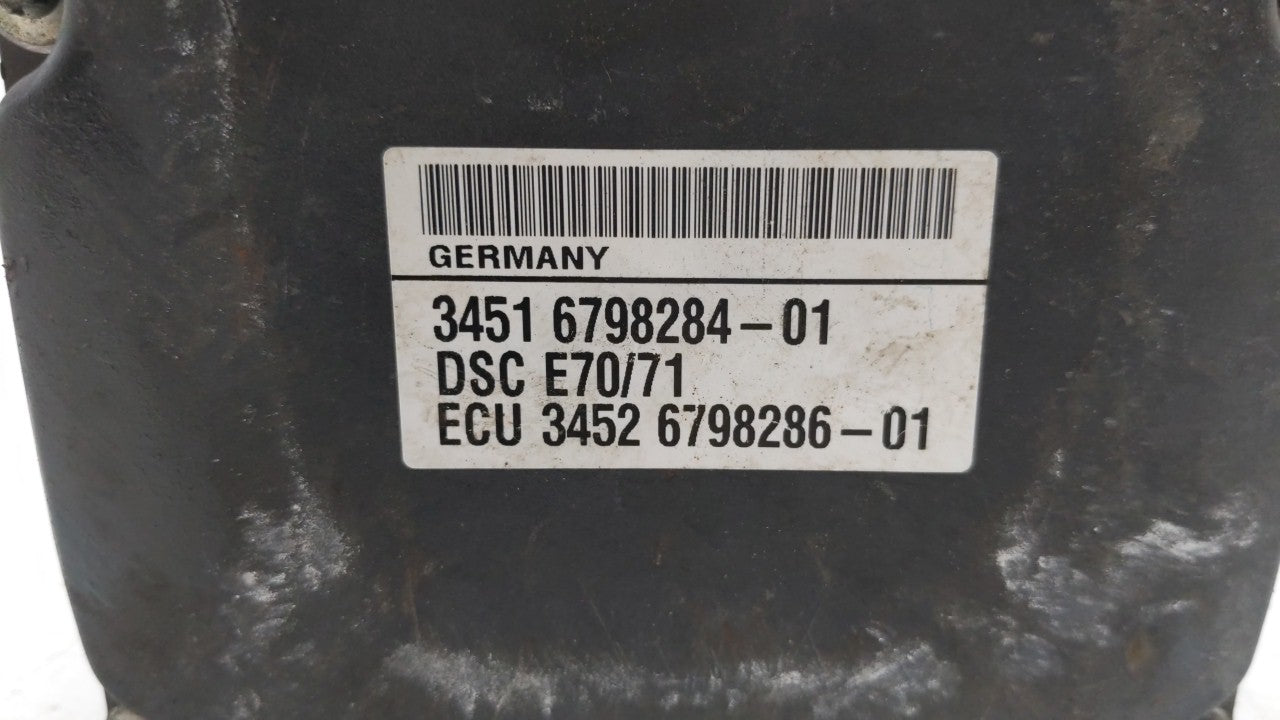 GERMANY
3451 6798284-01
DSC E70/71
ECU 3452 6798286-01